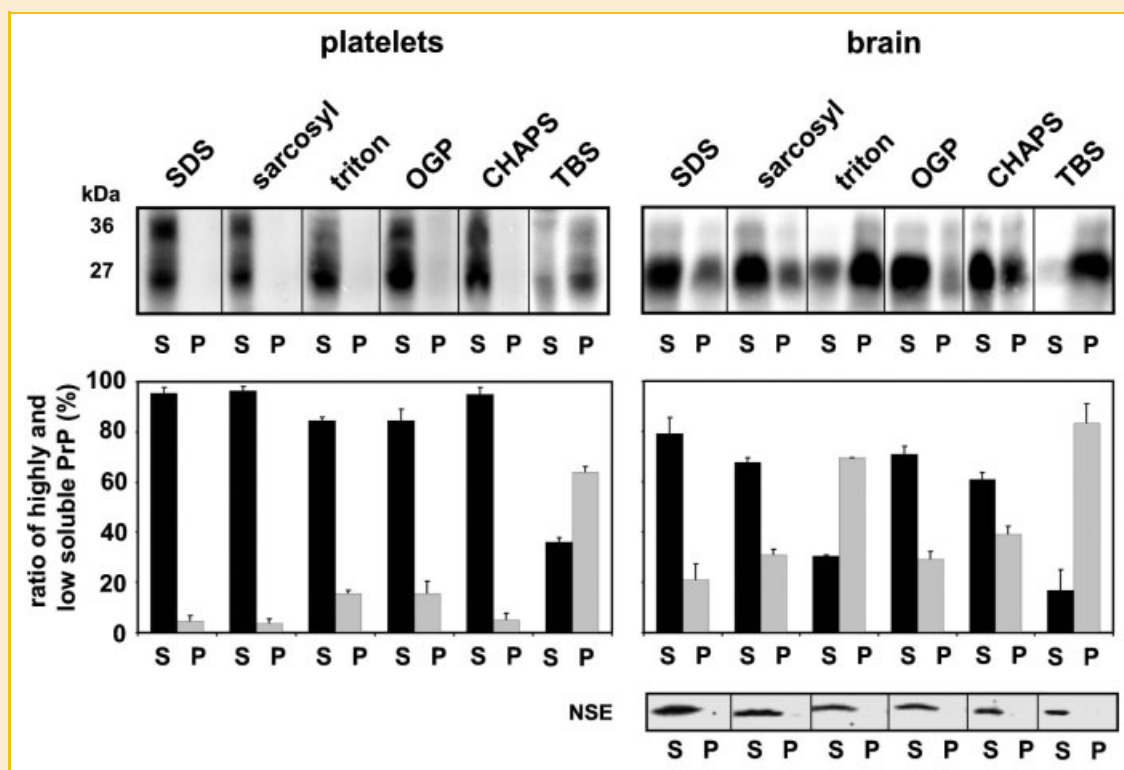 platelets brain
SDS sarcosyl triton OGP CHAPS TBS SDS sarcosyl triton OGP CHAPS TBS
kDa
36
27
S P S P S P S P S P S P S P S P S P S P S P S P
ratio of highly and
low soluble PrP (%)
100
80
60
40
20
0
S P S P S P S P S P S P S P S P S P S P S P S P
NSE
S P S P S P S P S P S P